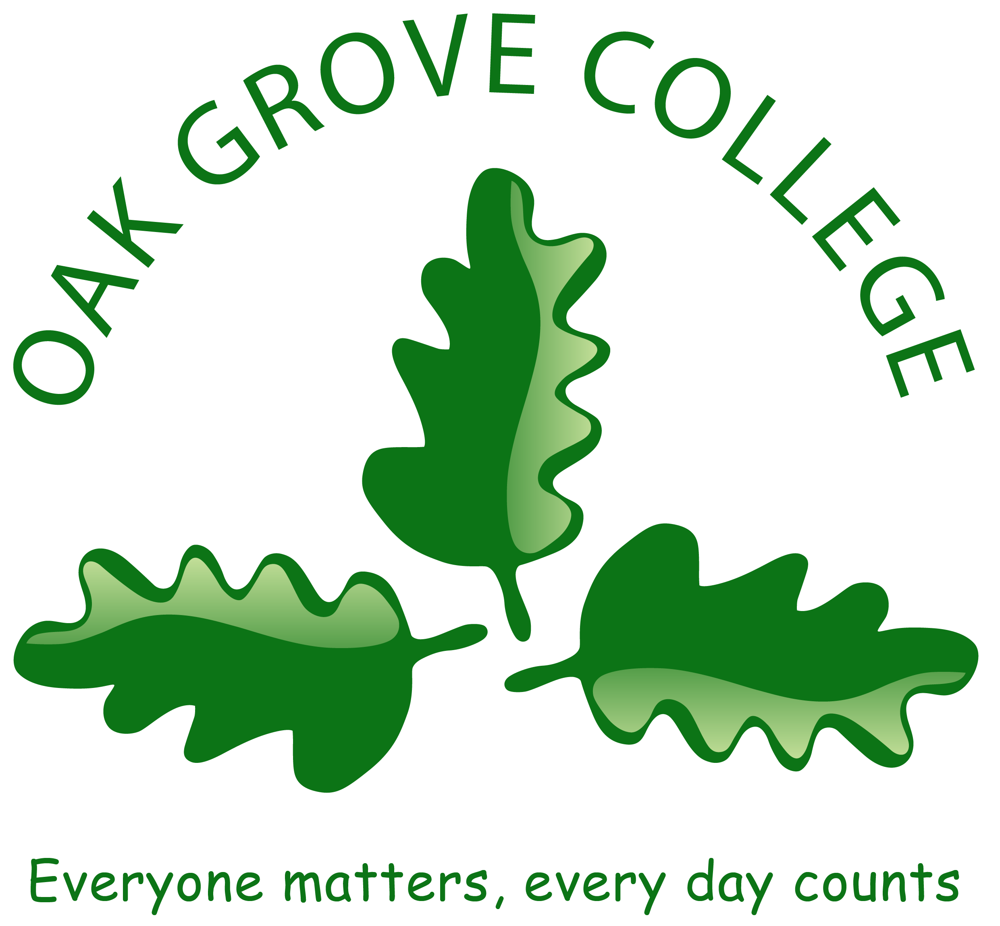 OAK GROVE COLLEGE
Everyone matters, every day counts